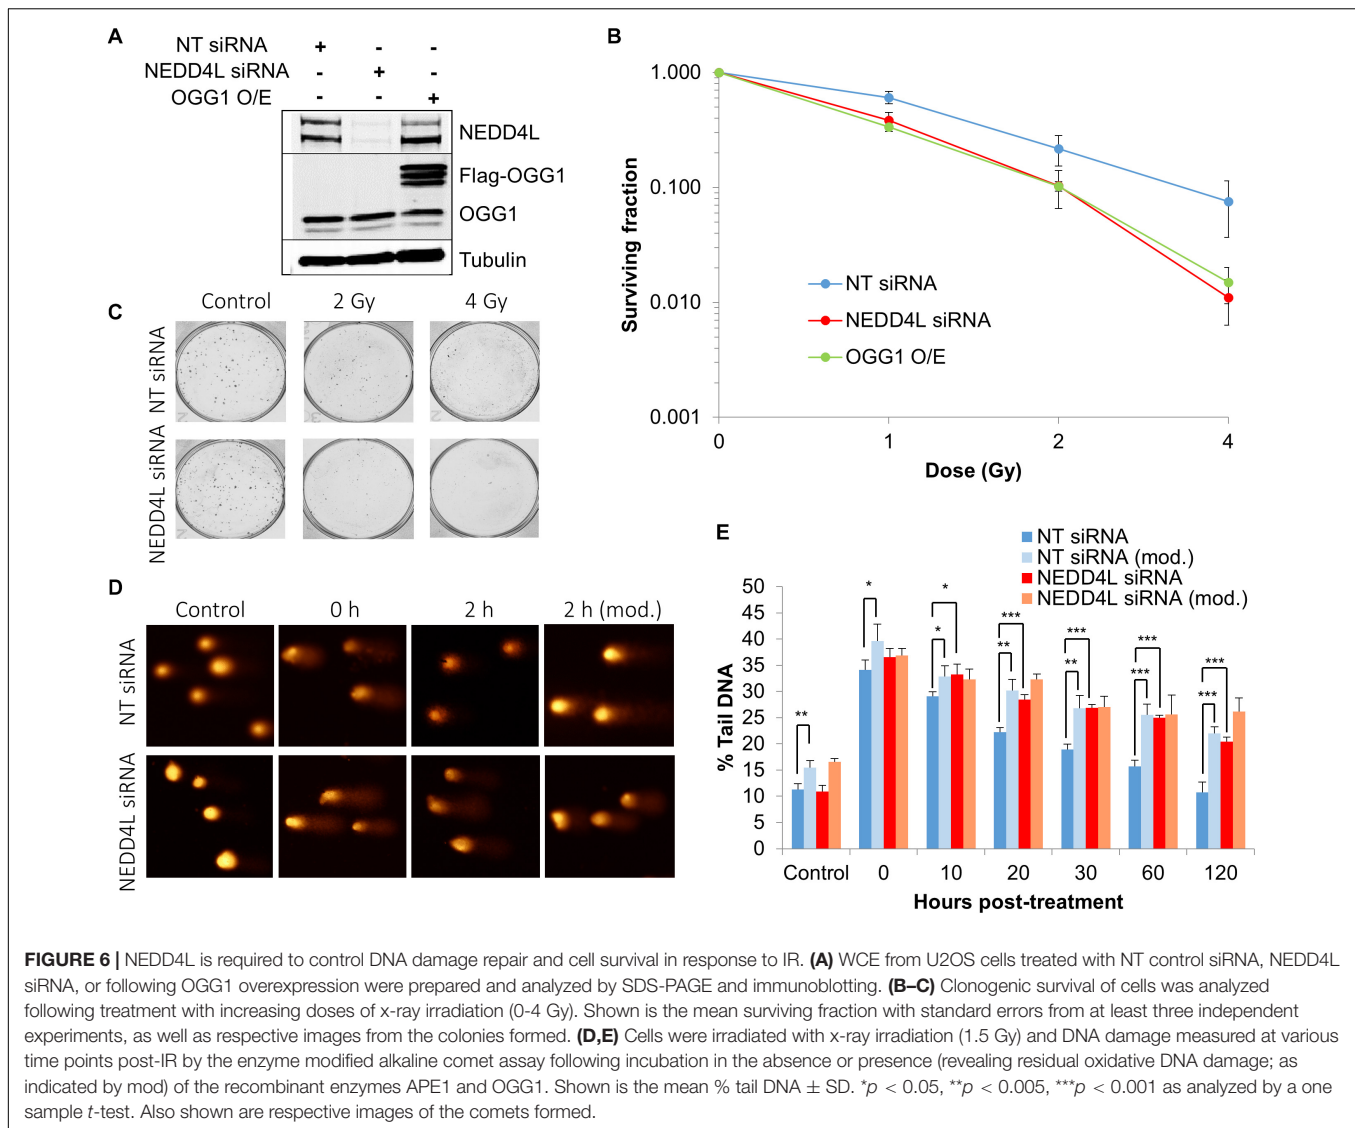 A
NT siRNA + - -
NEDD4L siRNA - + -
OGG1 O/E - - +
NEDD4L
Flag-OGG1
OGG1
Tubulin
B
1.000
0.100
0.010
0.001
Surviving fraction
NT siRNA
NEDD4L siRNA
OGG1 O/E
0 1 2 4
Dose (Gy)
C
Control 2 Gy 4 Gy
NT siRNA
NEDD4L siRNA
D
Control 0 h 2 h 2 h (mod.)
NT siRNA
NEDD4L siRNA
E
NT siRNA
NT siRNA (mod.)
NEDD4L siRNA
NEDD4L siRNA (mod.)
50
45
40
35
30
25
20
15
10
5
0
% Tail DNA
** * * * ** *** ** *** *** *** *** ***
Control 0 10 20 30 60 120
Hours post-treatment
FIGURE 6 | NEDD4L is required to control DNA damage repair and cell survival in response to IR. (A) WCE from U2OS cells treated with NT control siRNA, NEDD4L
siRNA, or following OGG1 overexpression were prepared and analyzed by SDS-PAGE and immunoblotting. (B–C) Clonogenic survival of cells was analyzed
following treatment with increasing doses of x-ray irradiation (0-4 Gy). Shown is the mean surviving fraction with standard errors from at least three independent
experiments, as well as respective images from the colonies formed. (D,E) Cells were irradiated with x-ray irradiation (1.5 Gy) and DNA damage measured at various
time points post-IR by the enzyme modified alkaline comet assay following incubation in the absence or presence (revealing residual oxidative DNA damage; as
indicated by mod) of the recombinant enzymes APE1 and OGG1. Shown is the mean % tail DNA ± SD. *p < 0.05, **p < 0.005, ***p < 0.001 as analyzed by a one
sample t-test. Also shown are respective images of the comets formed.